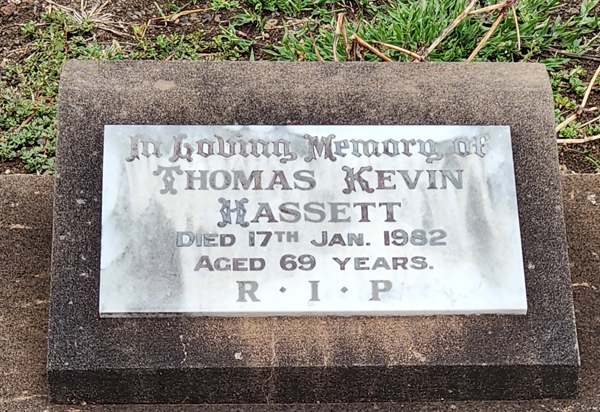 In Loving Memory of
THOMAS KEVIN
HASSETT
DIED 17TH JAN. 1982
AGED 69 YEARS.
R · I · P